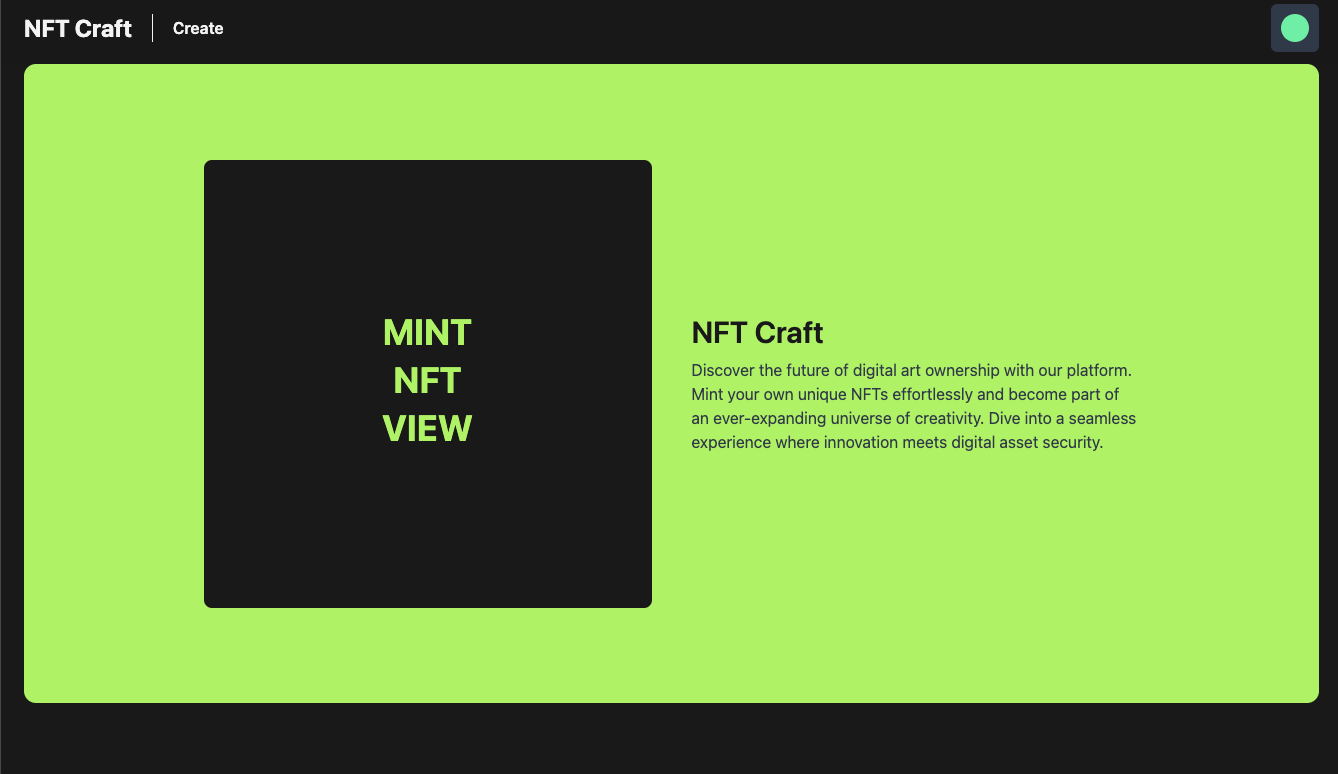 NFT Craft
Create
MINT
NFT
VIEW
NFT Craft
Discover the future of digital art ownership with our platform.
Mint your own unique NFTs effortlessly and become part of
an ever-expanding universe of creativity. Dive into a seamless
experience where innovation meets digital asset security.